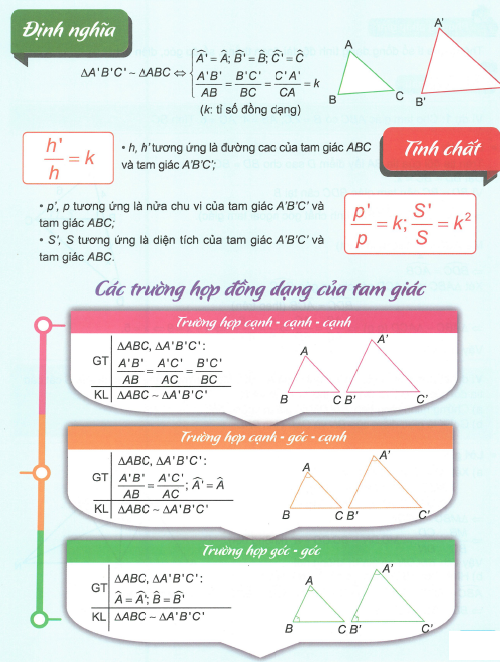 Định nghĩa
ΔA'B'C' ~ ΔABC ⇔ { Â' = Â; B̂' = B̂; Ĉ' = Ĉ
A'B'/AB = B'C'/BC = C'A'/CA = k
(k: tỉ số đồng dạng)
A
B
C
A'
B'
h'/h = k
• h, h' tương ứng là đường cac của tam giác ABC
và tam giác A'B'C';
Tính chất
• p', p tương ứng là nửa chu vi của tam giác A'B'C' và
tam giác ABC;
• S', S tương ứng là diện tích của tam giác A'B'C' và
tam giác ABC.
p'/p = k; S'/S = k²
Các trường hợp đồng dạng của tam giác
Trường hợp cạnh - cạnh - cạnh
GT
ΔABC, ΔA'B'C':
A'B'/AB = A'C'/AC = B'C'/BC
KL ΔABC ~ ΔA'B'C'
A
B
C
A'
B'
C'
Trường hợp cạnh - góc - cạnh
GT
ΔABC, ΔA'B'C':
A'B"/AB = A'C'/AC; Â' = Â
KL ΔABC ~ ΔA'B'C'
A
B
C
A'
B"
C'
Trường hợp góc - góc
GT
ΔABC, ΔA'B'C':
Â = Â'; B̂ = B̂'
KL ΔABC ~ ΔA'B'C'
A
B
C
A'
B'
C'